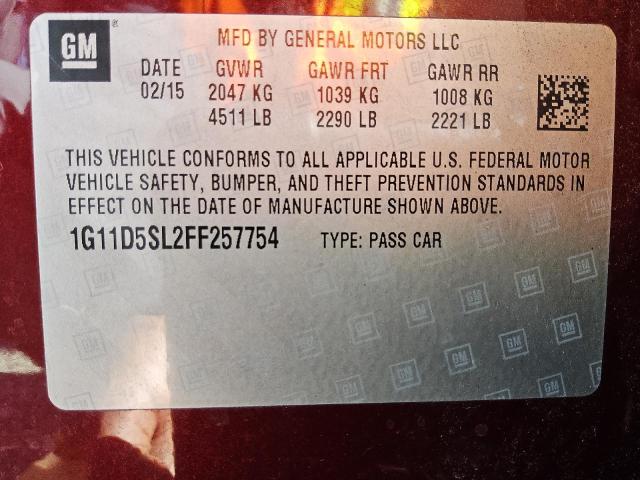 GM
MFD BY GENERAL MOTORS LLC
DATE GVWR GAWR FRT GAWR RR
02/15 2047 KG 1039 KG 1008 KG
4511 LB 2290 LB 2221 LB
THIS VEHICLE CONFORMS TO ALL APPLICABLE U.S. FEDERAL MOTOR
VEHICLE SAFETY, BUMPER, AND THEFT PREVENTION STANDARDS IN
EFFECT ON THE DATE OF MANUFACTURE SHOWN ABOVE.
1G11D5SL2FF257754 TYPE: PASS CAR